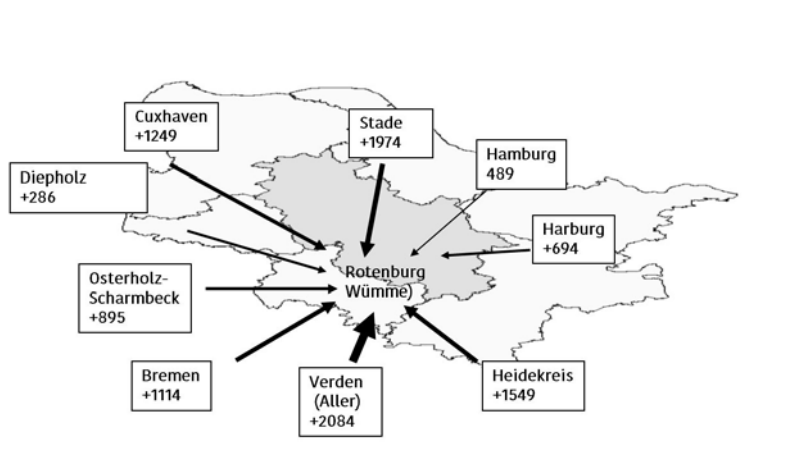 Cuxhaven
+1249
Stade
+1974
Hamburg
489
Diepholz
+286
Harburg
+694
Rotenburg
Wümme)
Osterholz-
Scharmbeck
+895
Bremen
+1114
Verden
(Aller)
+2084
Heidekreis
+1549